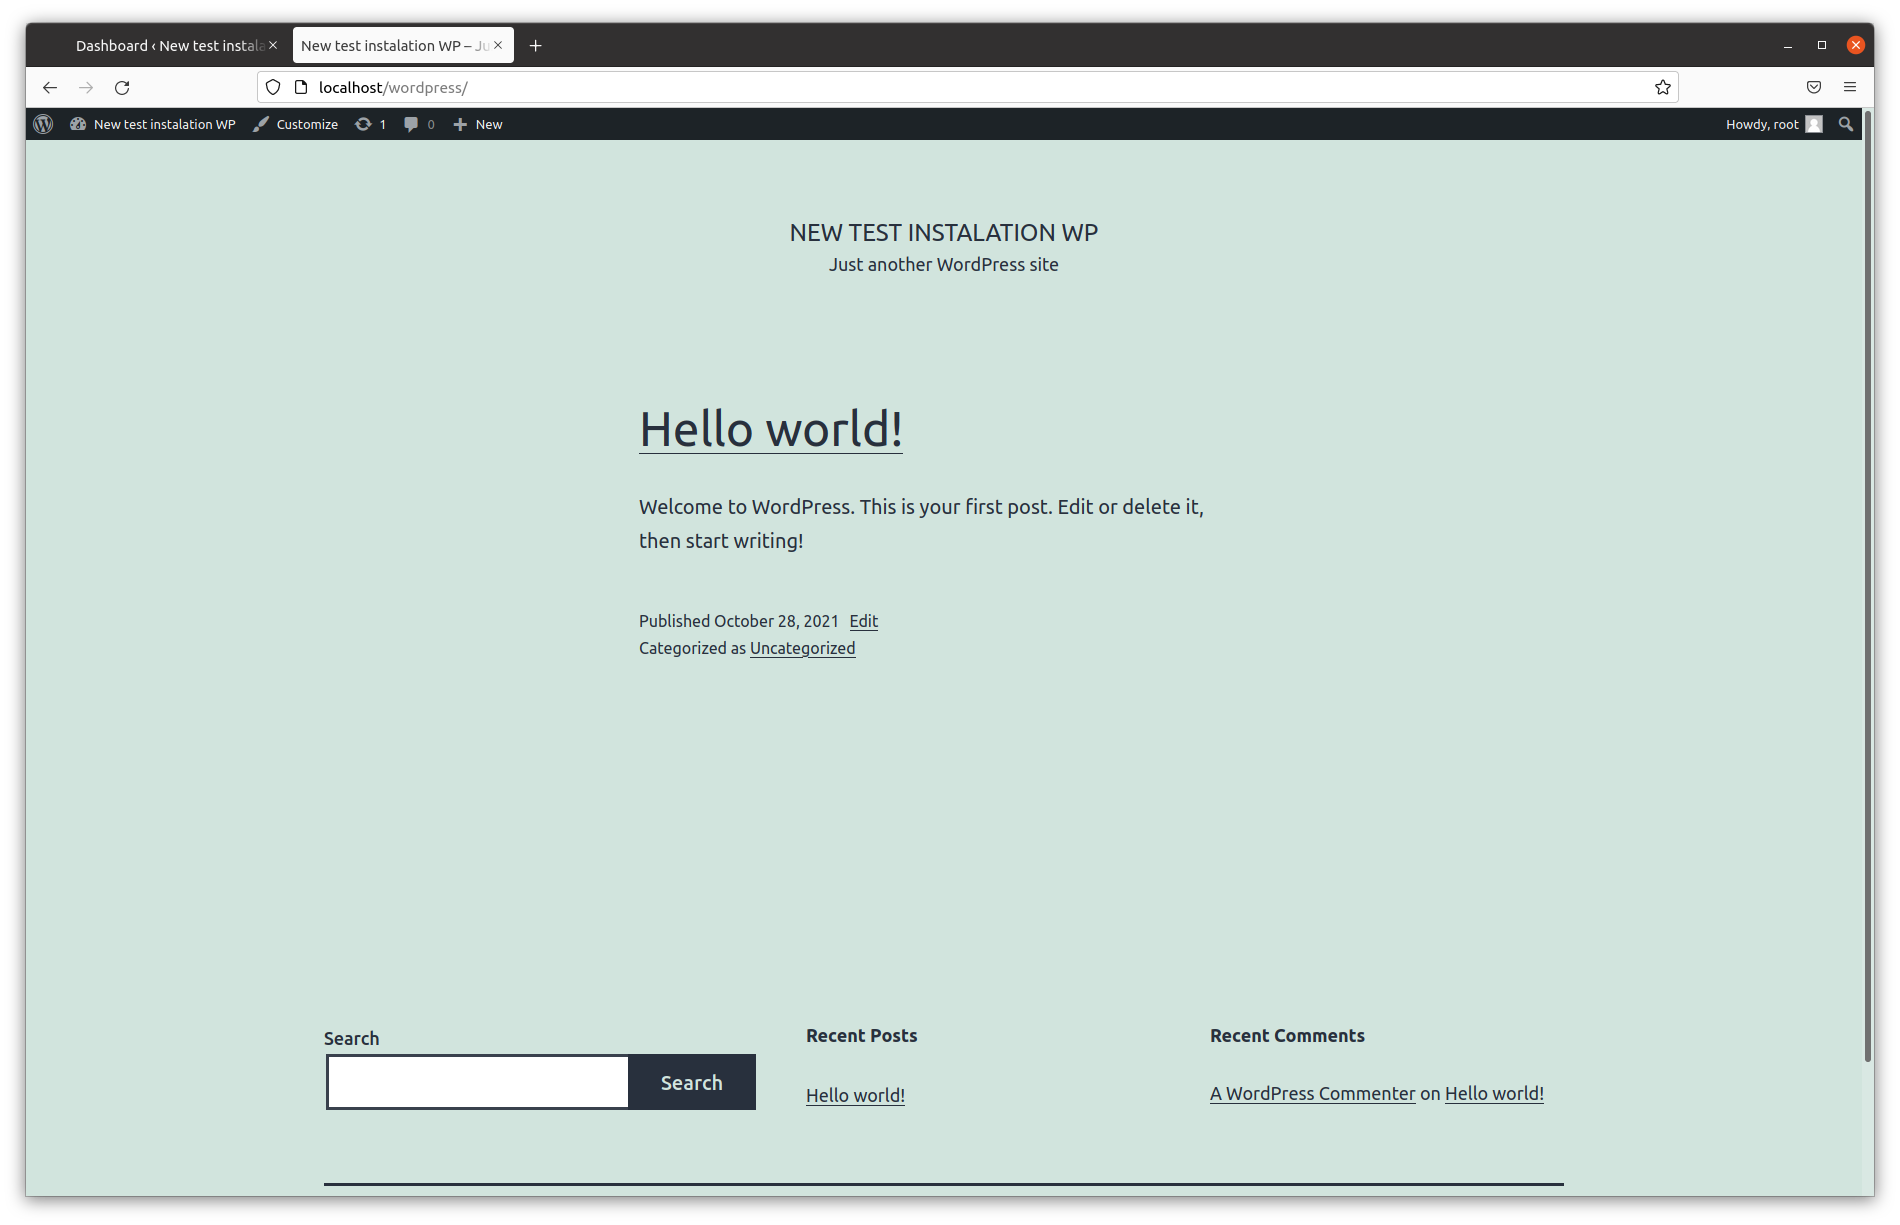 Dashboard ‹ New test instala
New test instalation WP – Ju
localhost/wordpress/
New test instalation WP Customize 1 0 New Howdy, root
NEW TEST INSTALATION WP
Just another WordPress site
Hello world!
Welcome to WordPress. This is your first post. Edit or delete it,
then start writing!
Published October 28, 2021 Edit
Categorized as Uncategorized
Search
Search
Recent Posts
Hello world!
Recent Comments
A WordPress Commenter on Hello world!